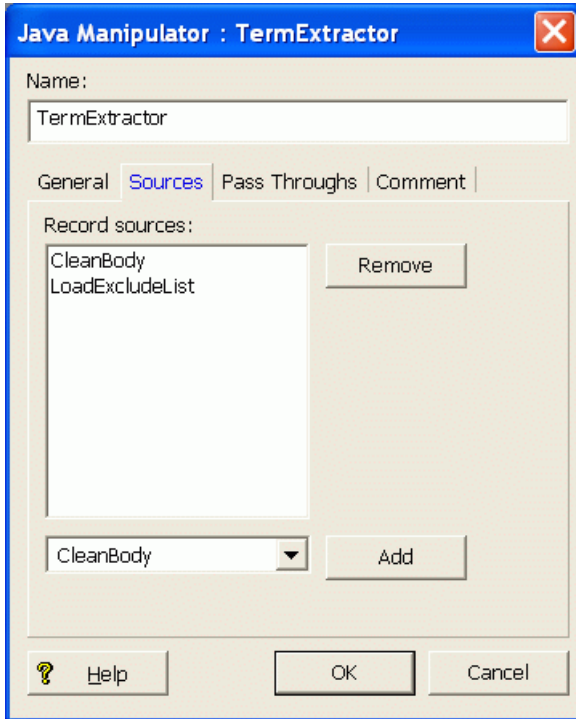 Java Manipulator : TermExtractor
Name:
TermExtractor
General Sources Pass Throughs Comment
Record sources:
CleanBody
LoadExcludeList
Remove
CleanBody
Add
? Help OK Cancel